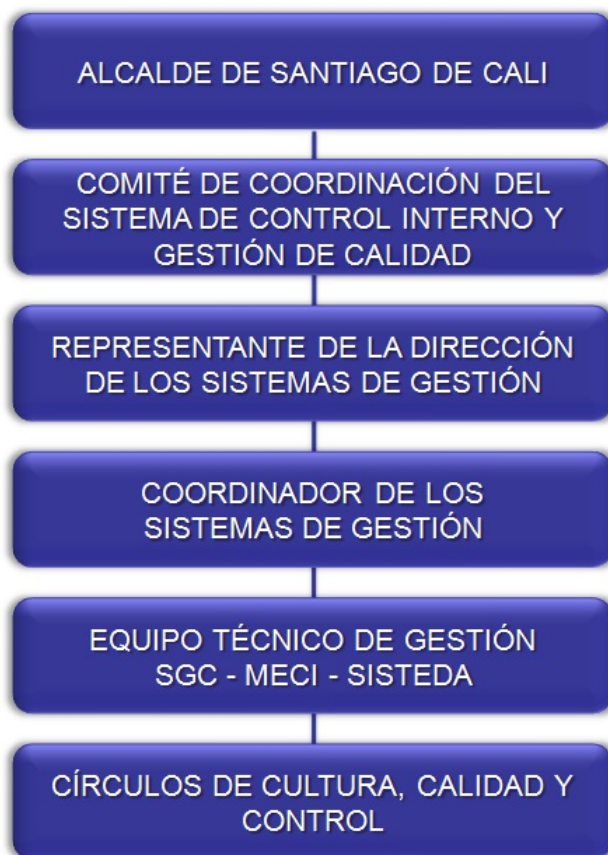 ALCALDE DE SANTIAGO DE CALI
COMITÉ DE COORDINACIÓN DEL
SISTEMA DE CONTROL INTERNO Y
GESTIÓN DE CALIDAD
REPRESENTANTE DE LA DIRECCIÓN
DE LOS SISTEMAS DE GESTIÓN
COORDINADOR DE LOS
SISTEMAS DE GESTIÓN
EQUIPO TÉCNICO DE GESTIÓN
SGC - MECI - SISTEDA
CÍRCULOS DE CULTURA, CALIDAD Y
CONTROL